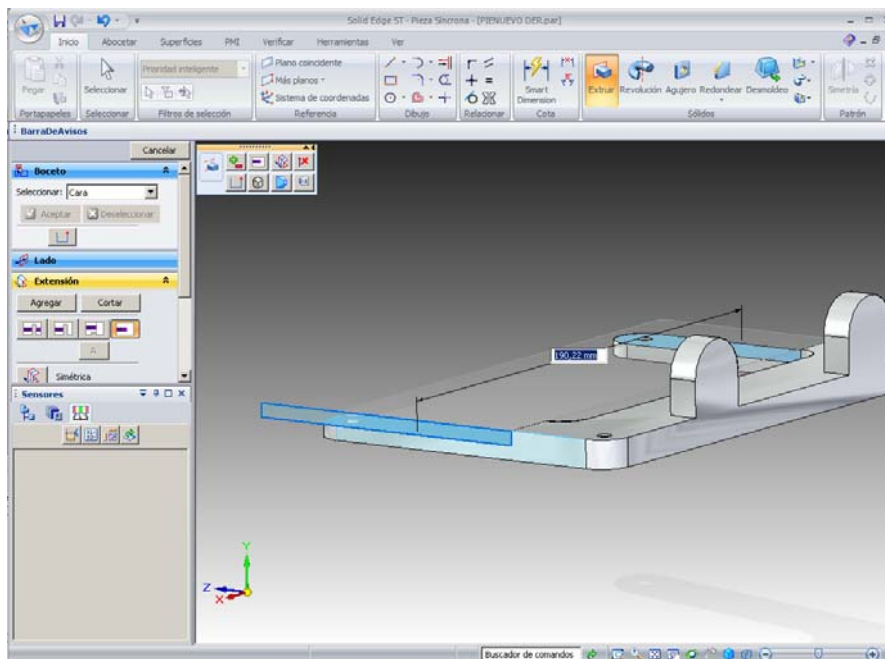 Solid Edge ST - Pieza Síncrona - [PIENUEVO DER.par]
Inicio Abocetar Superficies PMI Verificar Herramientas Ver
Pegar
Portapapeles
Seleccionar
Seleccionar
Prioridad inteligente
Filtros de selección
Plano coincidente
Más planos
Sistema de coordenadas
Referencia
Dibujo
Relacionar
Smart Dimension
Cota
Extruir Revolución Agujero Redondear Desmoldeo
Sólidos
Simetría
Patrón
BarraDeAvisos
Cancelar
Boceto
Seleccionar: Cara
Aceptar Deseleccionar
Lado
Extensión
Agregar Cortar
Simétrica
Sensores
190,22 mm
Y
Z
X
Buscador de comandos